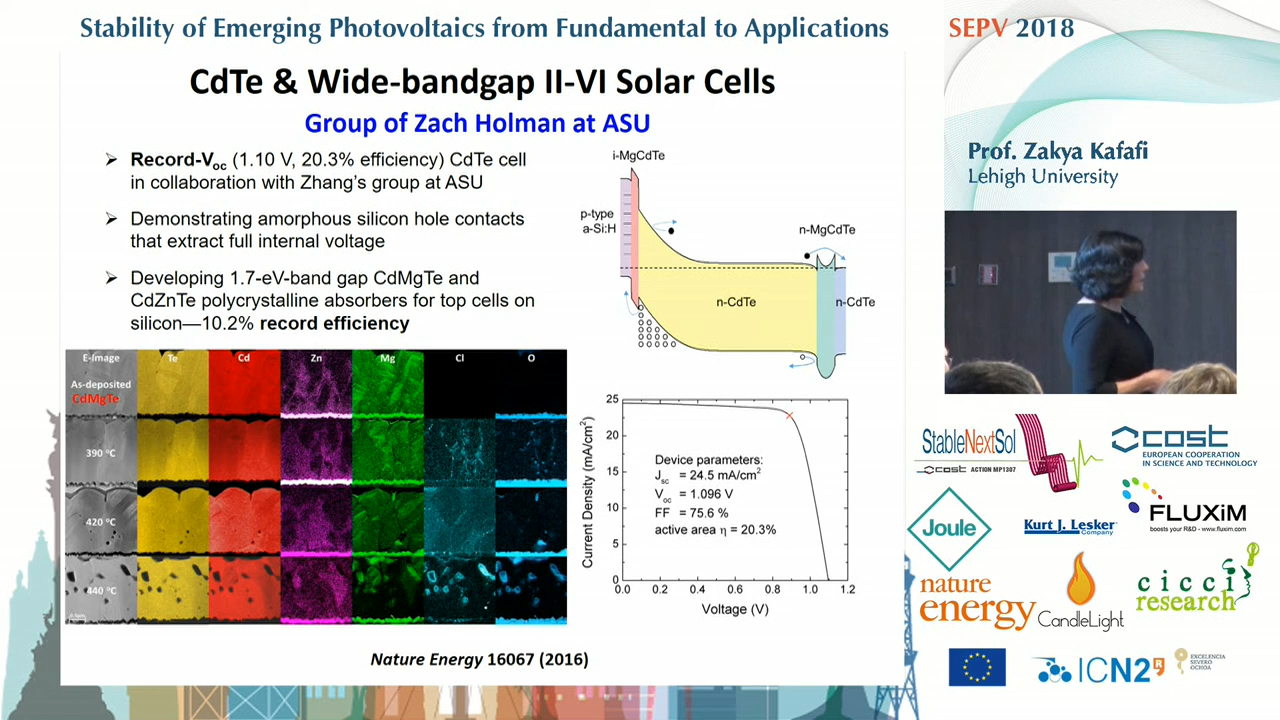 Stability of Emerging Photovoltaics from Fundamental to Applications
SEPV 2018
CdTe & Wide-bandgap II-VI Solar Cells
Group of Zach Holman at ASU
➢ Record-Voc (1.10 V, 20.3% efficiency) CdTe cell
in collaboration with Zhang's group at ASU
➢ Demonstrating amorphous silicon hole contacts
that extract full internal voltage
➢ Developing 1.7-eV-band gap CdMgTe and
CdZnTe polycrystalline absorbers for top cells on
silicon—10.2% record efficiency
i-MgCdTe
p-type
a-Si:H
n-MgCdTe
n-CdTe
n-CdTe
E-Image Te Cd Zn Mg Cl O
As-deposited
CdMgTe
390 °C
420 °C
440 °C
Current Density (mA/cm²)
25
20
15
10
5
0
Device parameters:
Jsc = 24.5 mA/cm²
Voc = 1.096 V
FF = 75.6 %
active area η = 20.3%
0.0 0.2 0.4 0.6 0.8 1.0 1.2
Voltage (V)
Nature Energy 16067 (2016)
Prof. Zakya Kafafi
Lehigh University
StableNextSol
cost ACTION MP1307
cost
EUROPEAN COOPERATION
IN SCIENCE AND TECHNOLOGY
Joule
Kurt J. Lesker
Company
FLUXiM
boosts your R&D - www.fluxim.com
nature
energy
CandleLight
cicci
research
ICN2
EXCELENCIA
SEVERO
OCHOA